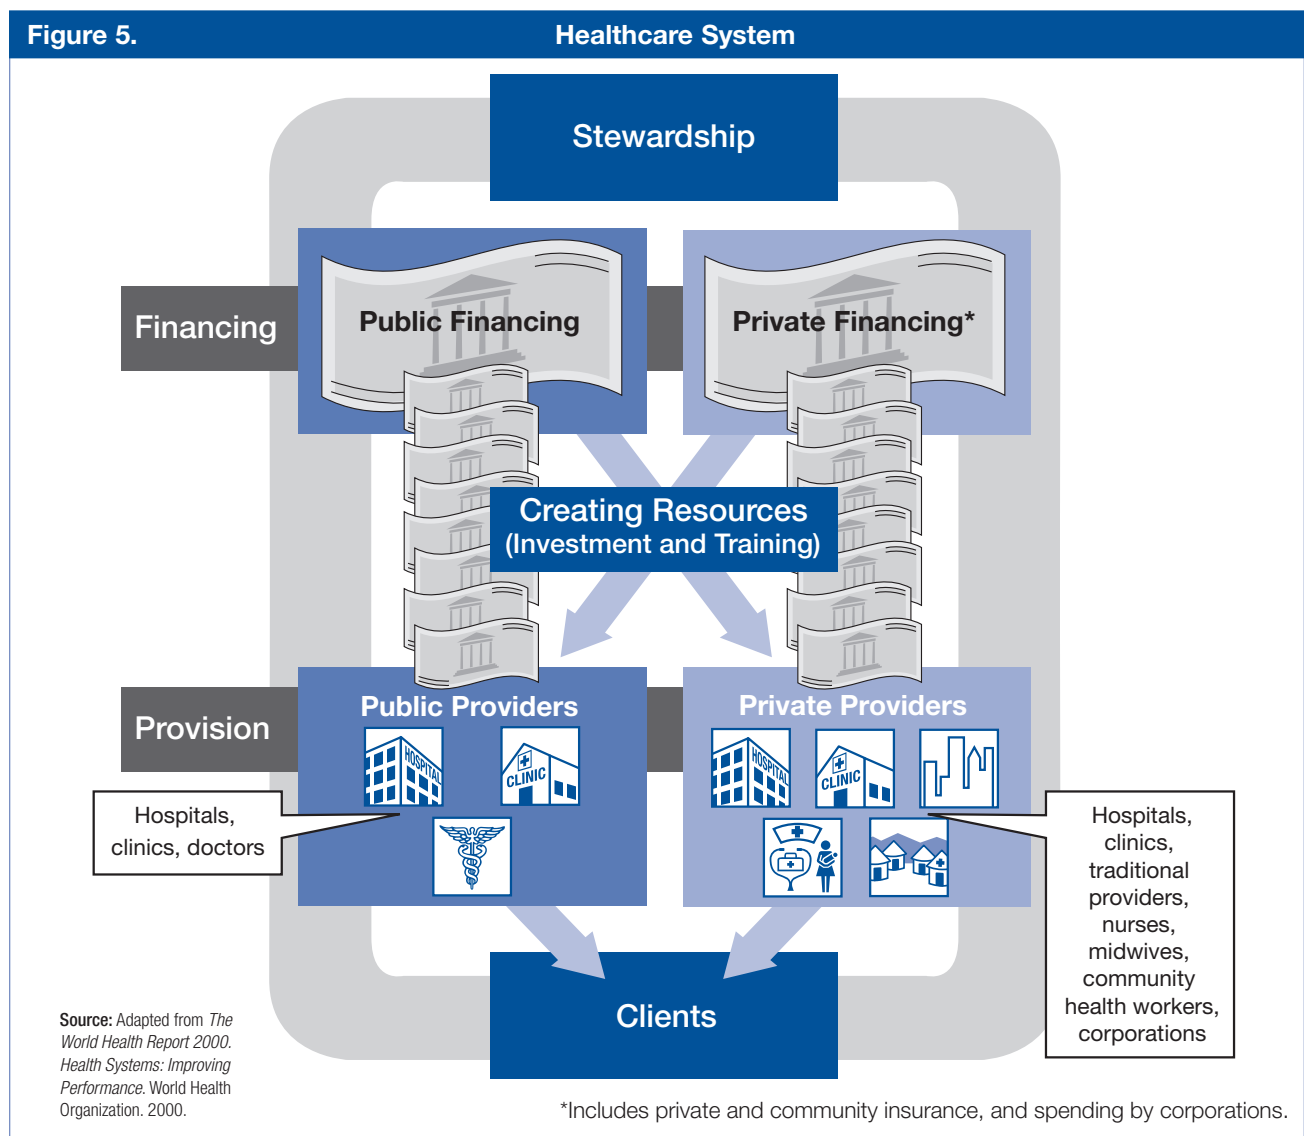 Figure 5.
Healthcare System
Stewardship
Financing
Public Financing
Private Financing*
Creating Resources
(Investment and Training)
Provision
Public Providers
HOSPITAL
CLINIC
Private Providers
HOSPITAL
CLINIC
Hospitals,
clinics, doctors
Hospitals,
clinics,
traditional
providers,
nurses,
midwives,
community
health workers,
corporations
Clients
Source: Adapted from The
World Health Report 2000.
Health Systems: Improving
Performance. World Health
Organization. 2000.
*Includes private and community insurance, and spending by corporations.